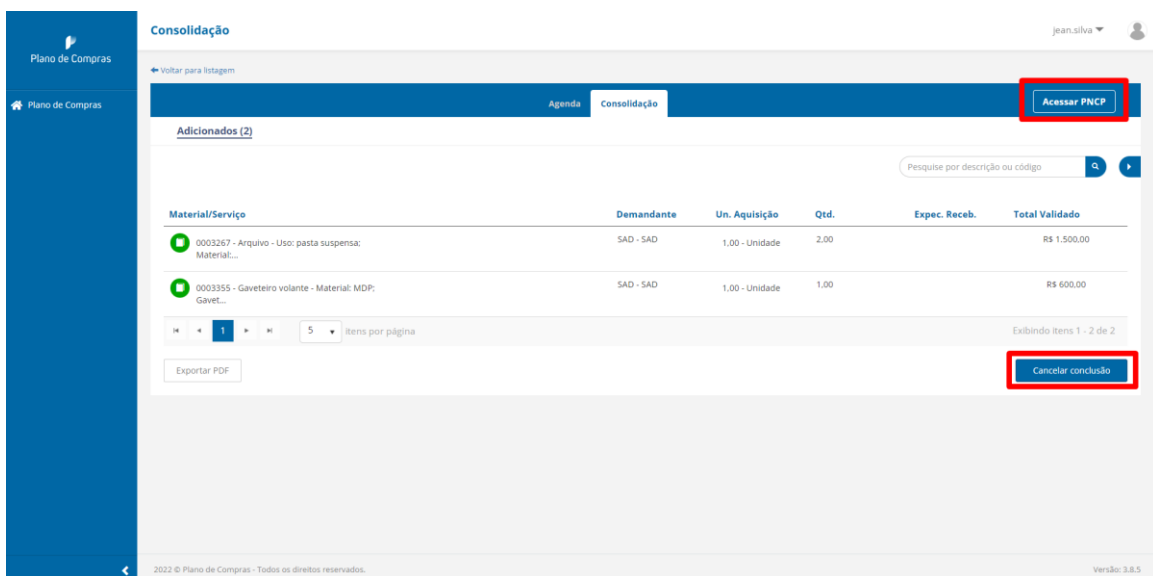 Plano de Compras
Consolidação
jean.silva
Voltar para listagem
Plano de Compras
Agenda
Consolidação
Acessar PNCP
Adicionados (2)
Pesquise por descrição ou código
Material/Serviço Demandante Un. Aquisição Qtd. Expec. Receb. Total Validado
0003267 - Arquivo - Uso: pasta suspensa; SAD - SAD 1,00 - Unidade 2,00 R$ 1.500,00
Material:...
0003355 - Gaveteiro volante - Material: MDP; SAD - SAD 1,00 - Unidade 1,00 R$ 600,00
Gavet...
1 5 itens por página Exibindo itens 1 - 2 de 2
Exportar PDF
Cancelar conclusão
2022 © Plano de Compras - Todos os direitos reservados. Versão: 3.8.5